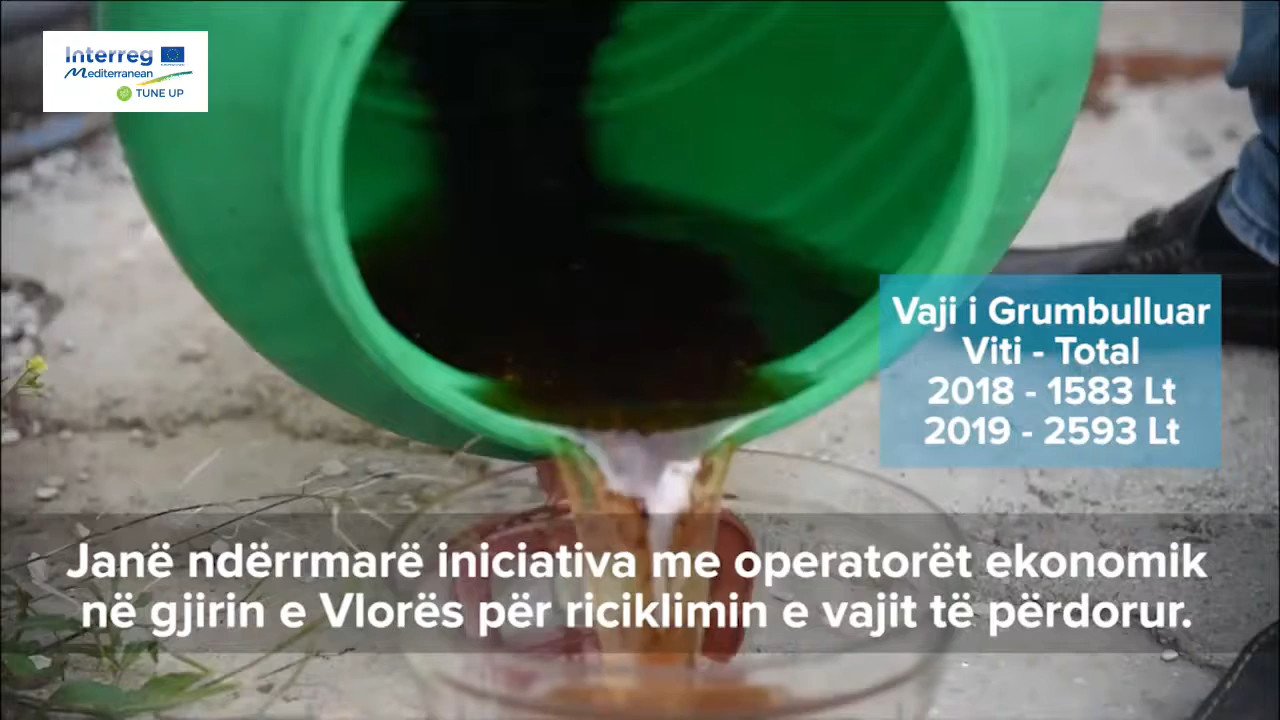 Interreg
Mediterranean
TUNE UP
Vaji i Grumbulluar
Viti - Total
2018 - 1583 Lt
2019 - 2593 Lt
Janë ndërrmarë iniciativa me operatorët ekonomik
në gjirin e Vlorës për riciklimin e vajit të përdorur.